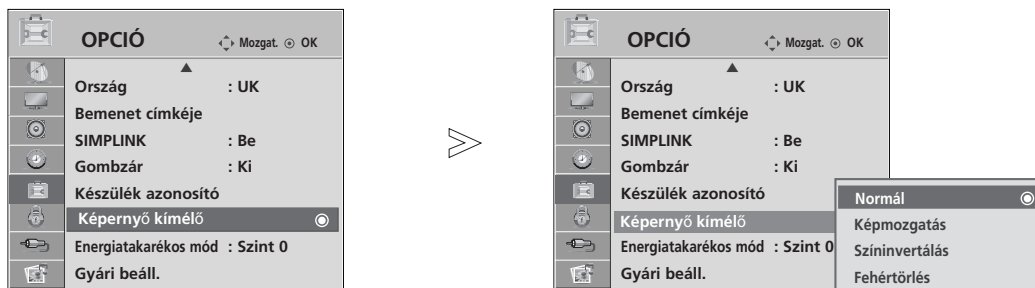 OPCIÓ Mozgat. OK
Ország : UK
Bemenet címkéje
SIMPLINK : Be
Gombzár : Ki
Készülék azonosító
Képernyő kímélő
Energiatakarékos mód : Szint 0
Gyári beáll.
OPCIÓ Mozgat. OK
Ország : UK
Bemenet címkéje
SIMPLINK : Be
Gombzár : Ki
Készülék azonosító
Képernyő kímélő
Energiatakarékos mód : Szint 0
Gyári beáll.
Normál
Képmozgatás
Színinvertálás
Fehértörlés